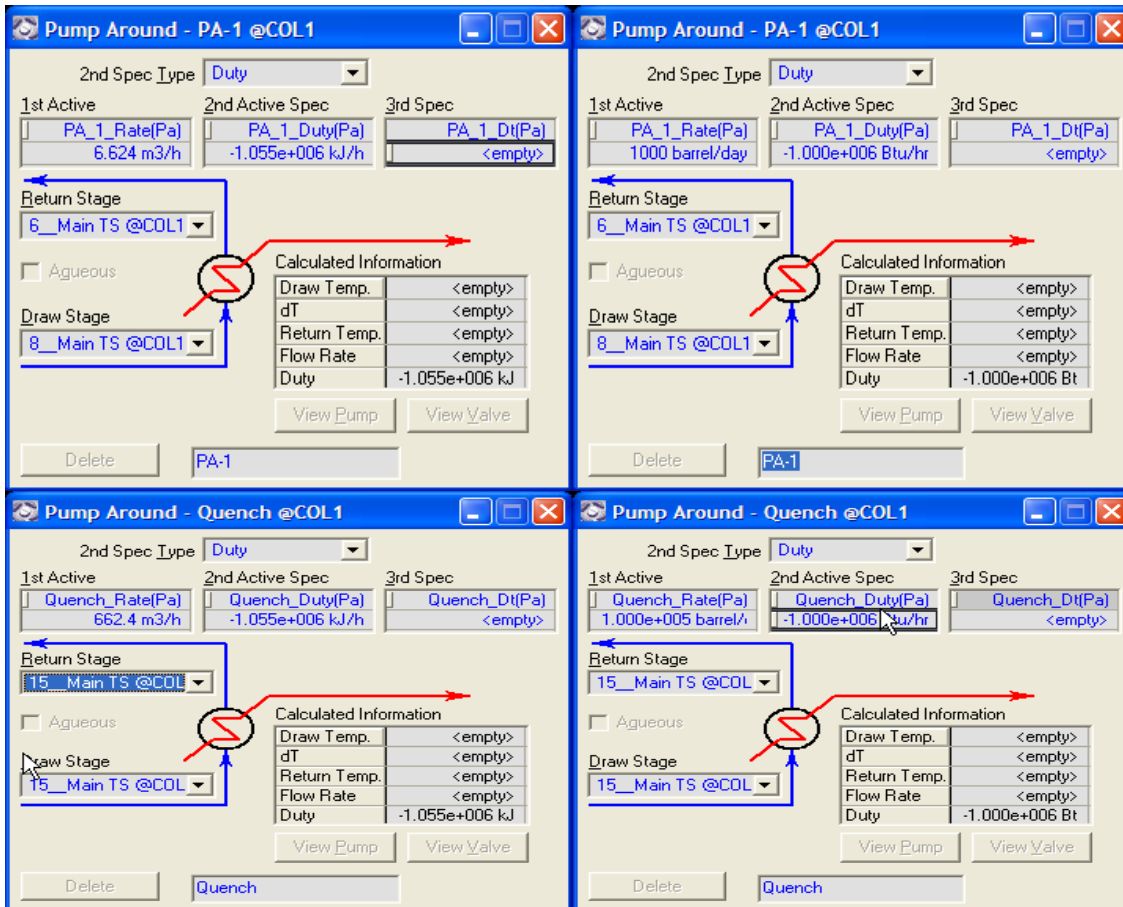 Pump Around - PA-1 @COL1
2nd Spec Type Duty
1st Active 2nd Active Spec 3rd Spec
PA_1_Rate(Pa) PA_1_Duty(Pa) PA_1_Dt(Pa)
6.624 m3/h -1.055e+006 kJ/h <empty>
Return Stage
6__Main TS @COL1
Aqueous
Calculated Information
Draw Temp. <empty>
dT <empty>
Draw Stage
Return Temp. <empty>
8__Main TS @COL1
Flow Rate <empty>
Duty -1.055e+006 kJ
View Pump View Valve
Delete PA-1
Pump Around - PA-1 @COL1
2nd Spec Type Duty
1st Active 2nd Active Spec 3rd Spec
PA_1_Rate(Pa) PA_1_Duty(Pa) PA_1_Dt(Pa)
1000 barrel/day -1.000e+006 Btu/hr <empty>
Return Stage
6__Main TS @COL1
Aqueous
Calculated Information
Draw Temp. <empty>
dT <empty>
Draw Stage
Return Temp. <empty>
8__Main TS @COL1
Flow Rate <empty>
Duty -1.000e+006 Bt
View Pump View Valve
Delete PA-1
Pump Around - Quench @COL1
2nd Spec Type Duty
1st Active 2nd Active Spec 3rd Spec
Quench_Rate(Pa) Quench_Duty(Pa) Quench_Dt(Pa)
662.4 m3/h -1.055e+006 kJ/h <empty>
Return Stage
15__Main TS @COL
Aqueous
Calculated Information
Draw Temp. <empty>
dT <empty>
Draw Stage
Return Temp. <empty>
15__Main TS @COL
Flow Rate <empty>
Duty -1.055e+006 kJ
View Pump View Valve
Delete Quench
Pump Around - Quench @COL1
2nd Spec Type Duty
1st Active 2nd Active Spec 3rd Spec
Quench_Rate(Pa) Quench_Duty(Pa) Quench_Dt(Pa)
1.000e+005 barrel/ -1.000e+006 Btu/hr <empty>
Return Stage
15__Main TS @COL
Aqueous
Calculated Information
Draw Temp. <empty>
dT <empty>
Draw Stage
Return Temp. <empty>
15__Main TS @COL
Flow Rate <empty>
Duty -1.000e+006 Bt
View Pump View Valve
Delete Quench